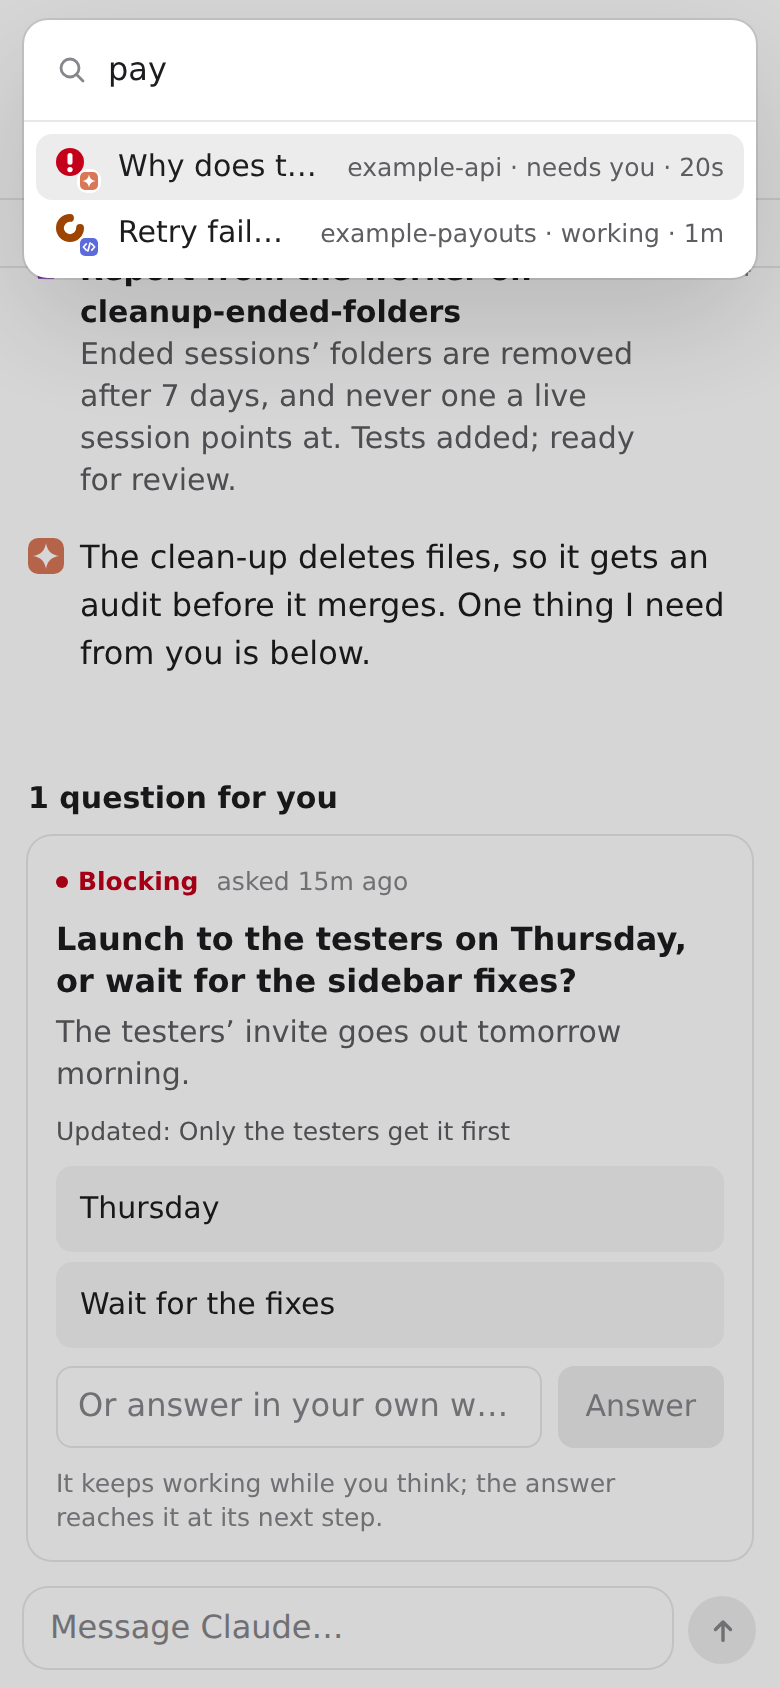 pay
Why does t… example-api · needs you · 20s
Retry fail… example-payouts · working · 1m
Report from the worker on
cleanup-ended-folders
Ended sessions’ folders are removed
after 7 days, and never one a live
session points at. Tests added; ready
for review.
The clean-up deletes files, so it gets an
audit before it merges. One thing I need
from you is below.
1 question for you
Blocking asked 15m ago
Launch to the testers on Thursday,
or wait for the sidebar fixes?
The testers’ invite goes out tomorrow
morning.
Updated: Only the testers get it first
Thursday
Wait for the fixes
Or answer in your own w… Answer
It keeps working while you think; the answer
reaches it at its next step.
Message Claude…